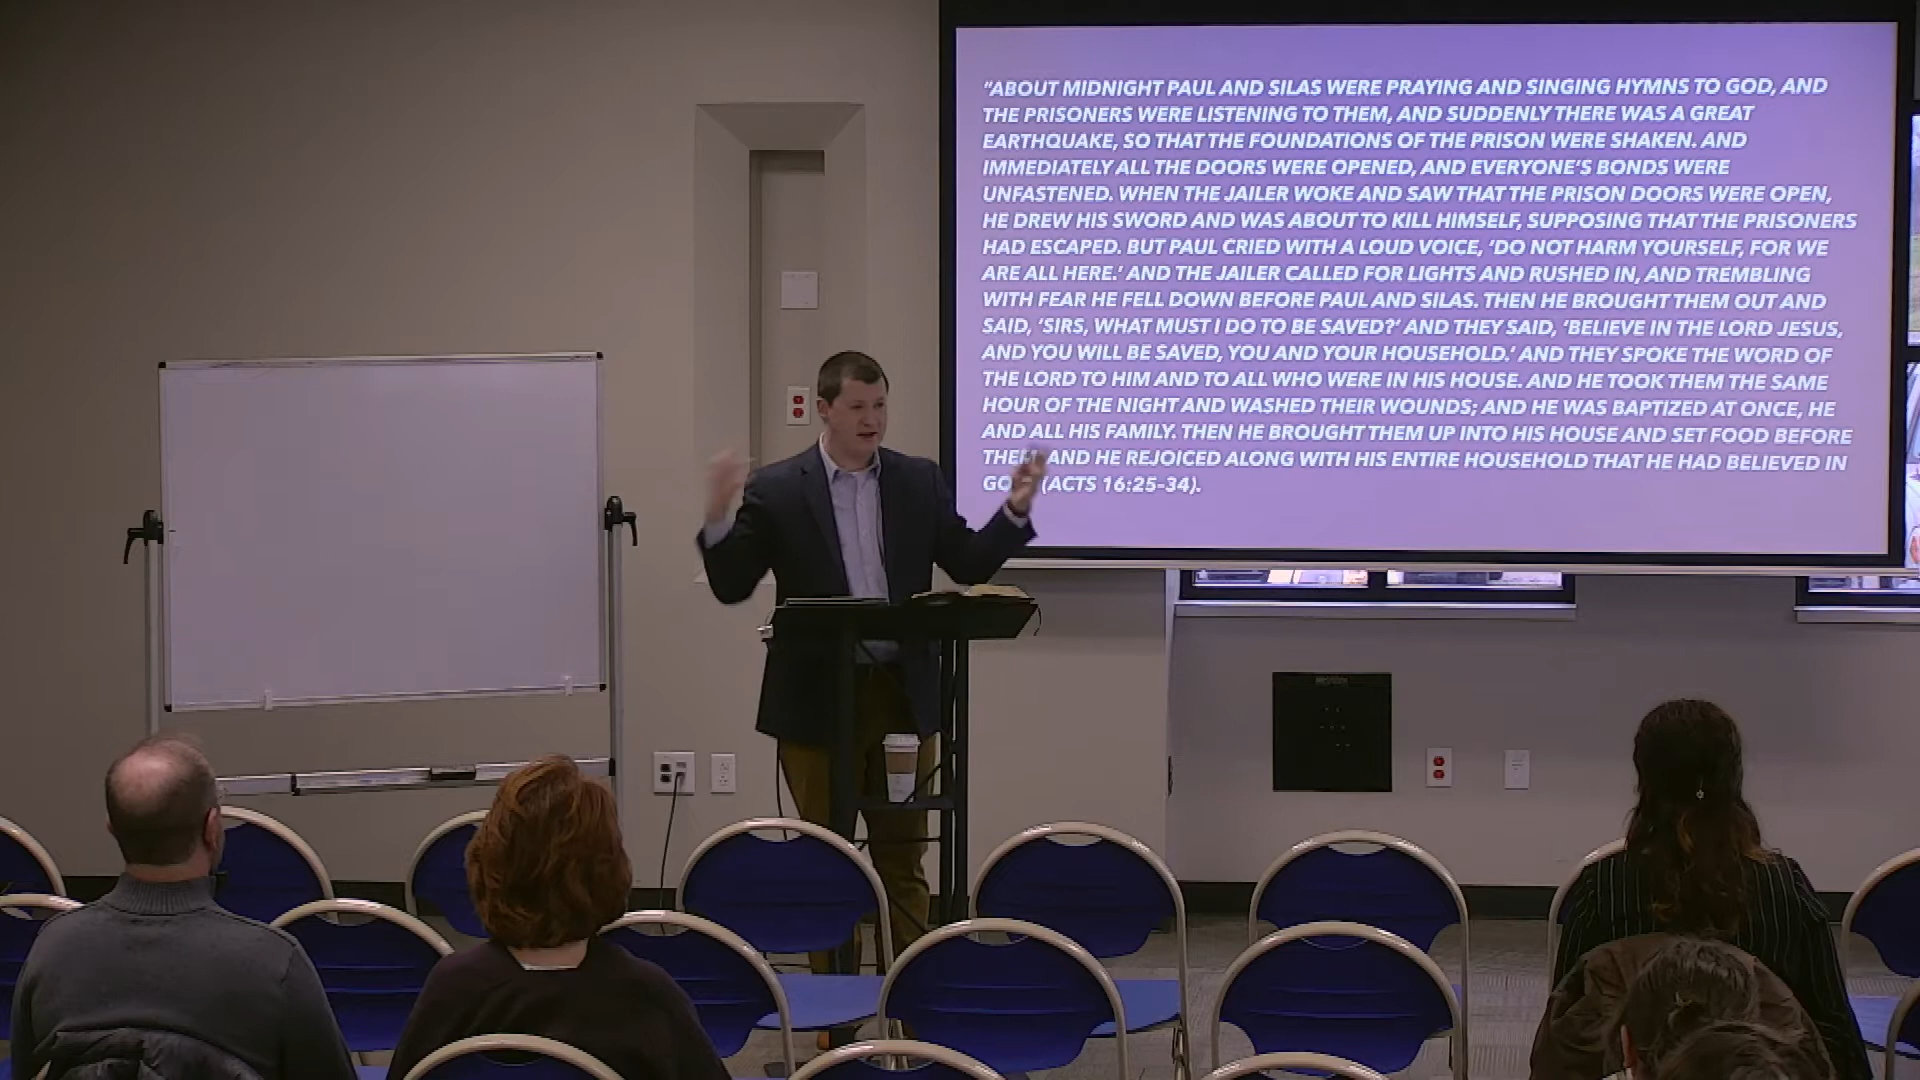 "ABOUT MIDNIGHT PAUL AND SILAS WERE PRAYING AND SINGING HYMNS TO GOD, AND
THE PRISONERS WERE LISTENING TO THEM, AND SUDDENLY THERE WAS A GREAT
EARTHQUAKE, SO THAT THE FOUNDATIONS OF THE PRISON WERE SHAKEN. AND
IMMEDIATELY ALL THE DOORS WERE OPENED, AND EVERYONE'S BONDS WERE
UNFASTENED. WHEN THE JAILER WOKE AND SAW THAT THE PRISON DOORS WERE OPEN,
HE DREW HIS SWORD AND WAS ABOUT TO KILL HIMSELF, SUPPOSING THAT THE PRISONERS
HAD ESCAPED. BUT PAUL CRIED WITH A LOUD VOICE, 'DO NOT HARM YOURSELF, FOR WE
ARE ALL HERE.' AND THE JAILER CALLED FOR LIGHTS AND RUSHED IN, AND TREMBLING
WITH FEAR HE FELL DOWN BEFORE PAUL AND SILAS. THEN HE BROUGHT THEM OUT AND
SAID, 'SIRS, WHAT MUST I DO TO BE SAVED?' AND THEY SAID, 'BELIEVE IN THE LORD JESUS,
AND YOU WILL BE SAVED, YOU AND YOUR HOUSEHOLD.' AND THEY SPOKE THE WORD OF
THE LORD TO HIM AND TO ALL WHO WERE IN HIS HOUSE. AND HE TOOK THEM THE SAME
HOUR OF THE NIGHT AND WASHED THEIR WOUNDS; AND HE WAS BAPTIZED AT ONCE, HE
AND ALL HIS FAMILY. THEN HE BROUGHT THEM UP INTO HIS HOUSE AND SET FOOD BEFORE
AND HE REJOICED ALONG WITH HIS ENTIRE HOUSEHOLD THAT HE HAD BELIEVED IN
(ACTS 16:25-34).